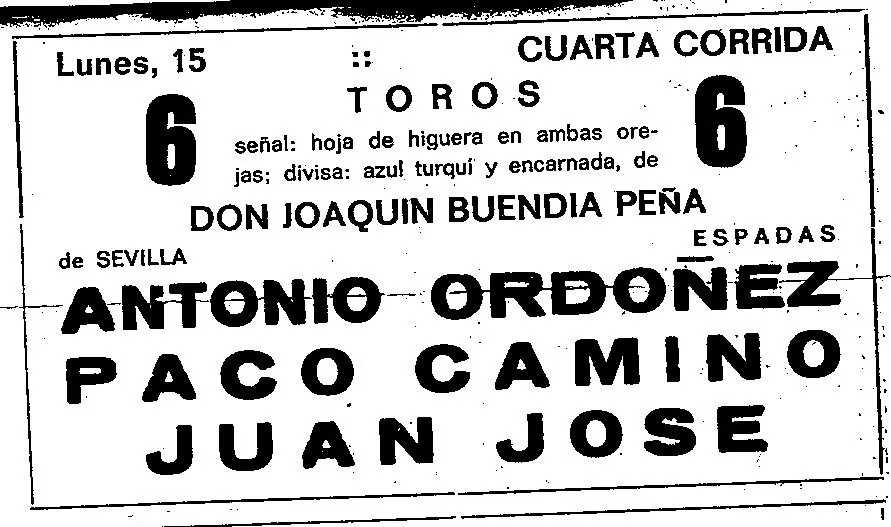 Lunes, 15 :: CUARTA CORRIDA
6 TOROS 6
señal: hoja de higuera en ambas ore-
jas; divisa: azul turquí y encarnada, de
DON JOAQUIN BUENDIA PEÑA
de SEVILLA ESPADAS
ANTONIO ORDOÑEZ
PACO CAMINO
JUAN JOSE